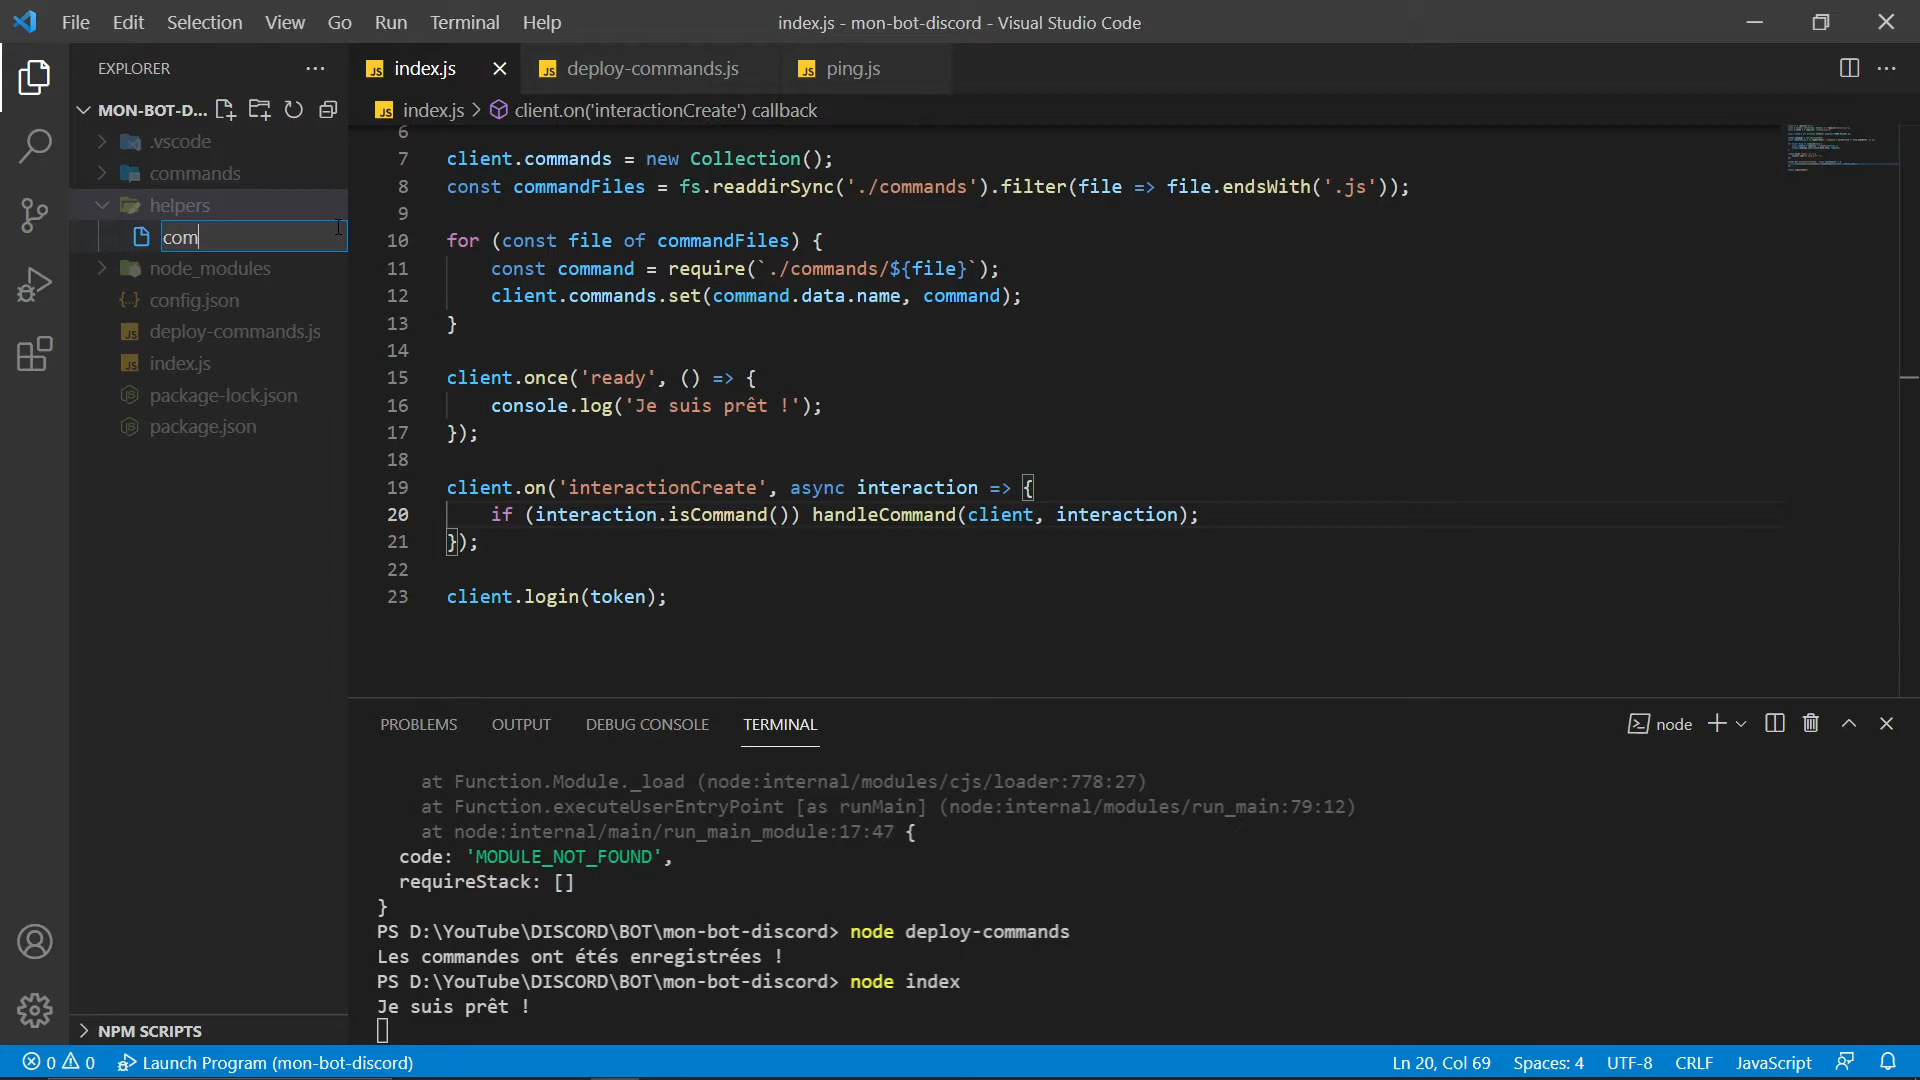 File Edit Selection View Go Run Terminal Help
index.js - mon-bot-discord - Visual Studio Code
EXPLORER
MON-BOT-D...
.vscode
commands
helpers
com
node_modules
config.json
deploy-commands.js
index.js
package-lock.json
package.json
NPM SCRIPTS
index.js
deploy-commands.js
ping.js
index.js > client.on('interactionCreate') callback
6
7 client.commands = new Collection();
8 const commandFiles = fs.readdirSync('./commands').filter(file => file.endsWith('.js'));
9
10 for (const file of commandFiles) {
11 const command = require(`./commands/${file}`);
12 client.commands.set(command.data.name, command);
13 }
14
15 client.once('ready', () => {
16 console.log('Je suis prêt !');
17 });
18
19 client.on('interactionCreate', async interaction => {
20 if (interaction.isCommand()) handleCommand(client, interaction);
21 });
22
23 client.login(token);
PROBLEMS OUTPUT DEBUG CONSOLE TERMINAL
node
at Function.Module._load (node:internal/modules/cjs/loader:778:27)
at Function.executeUserEntryPoint [as runMain] (node:internal/modules/run_main:79:12)
at node:internal/main/run_main_module:17:47 {
code: 'MODULE_NOT_FOUND',
requireStack: []
}
PS D:\YouTube\DISCORD\BOT\mon-bot-discord> node deploy-commands
Les commandes ont étés enregistrées !
PS D:\YouTube\DISCORD\BOT\mon-bot-discord> node index
Je suis prêt !
0 0 Launch Program (mon-bot-discord)
Ln 20, Col 69 Spaces: 4 UTF-8 CRLF JavaScript